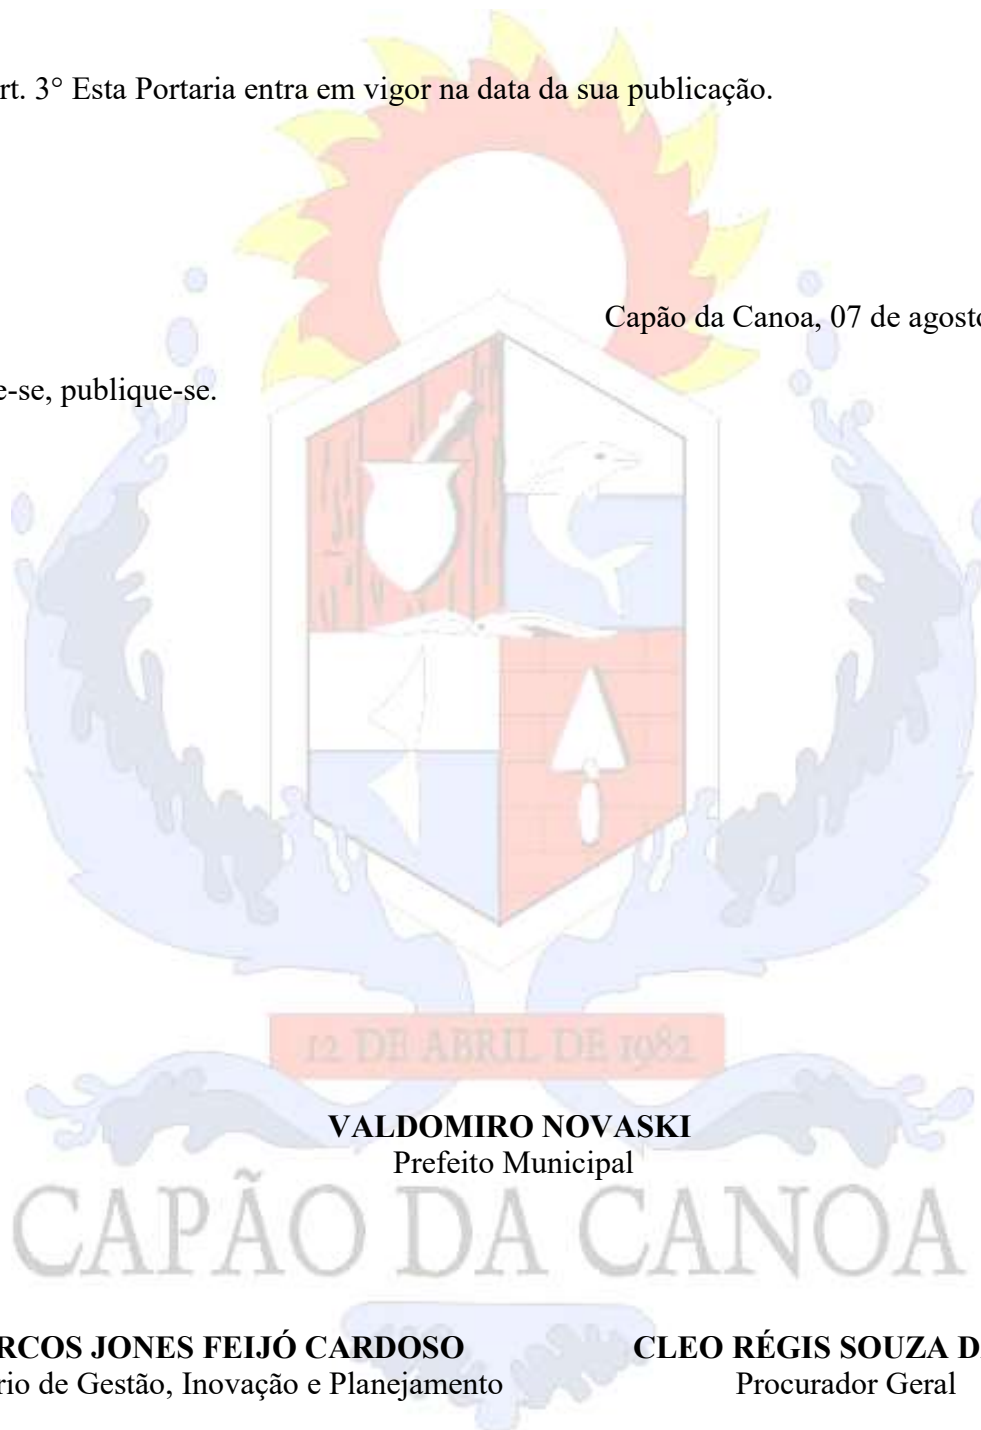 rt. 3° Esta Portaria entra em vigor na data da sua publicação.
Capão da Canoa, 07 de agosto
e-se, publique-se.
12 DE ABRIL DE 1982
VALDOMIRO NOVASKI
Prefeito Municipal
CAPÃO DA CANOA
RCOS JONES FEIJÓ CARDOSO
CLEO RÉGIS SOUZA D
rio de Gestão, Inovação e Planejamento
Procurador Geral